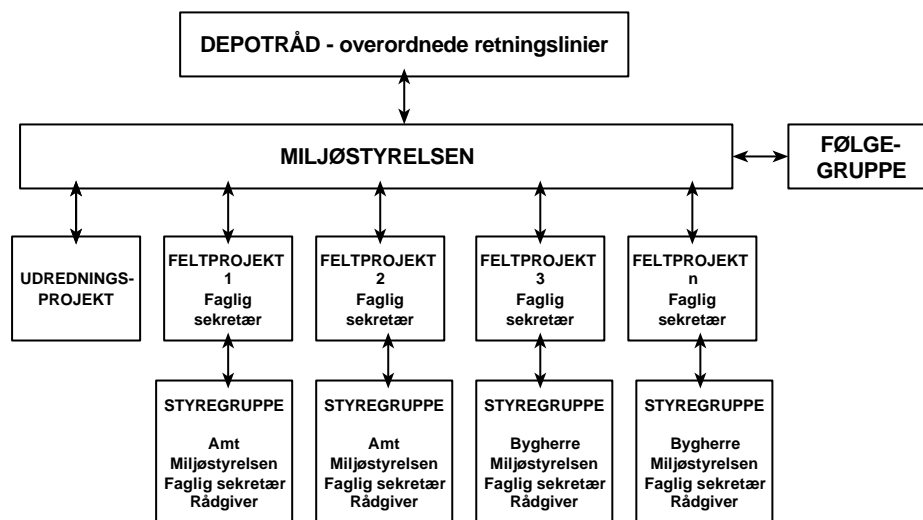 DEPOTRÅD - overordnede retningslinier
MILJØSTYRELSEN
FØLGE-
GRUPPE
UDREDNINGS-
PROJEKT
FELTPROJEKT
1
Faglig
sekretær
FELTPROJEKT
2
Faglig
sekretær
FELTPROJEKT
3
Faglig
sekretær
FELTPROJEKT
n
Faglig
sekretær
STYREGRUPPE
Amt
Miljøstyrelsen
Faglig sekretær
Rådgiver
STYREGRUPPE
Amt
Miljøstyrelsen
Faglig sekretær
Rådgiver
STYREGRUPPE
Bygherre
Miljøstyrelsen
Faglig sekretær
Rådgiver
STYREGRUPPE
Bygherre
Miljøstyrelsen
Faglig sekretær
Rådgiver